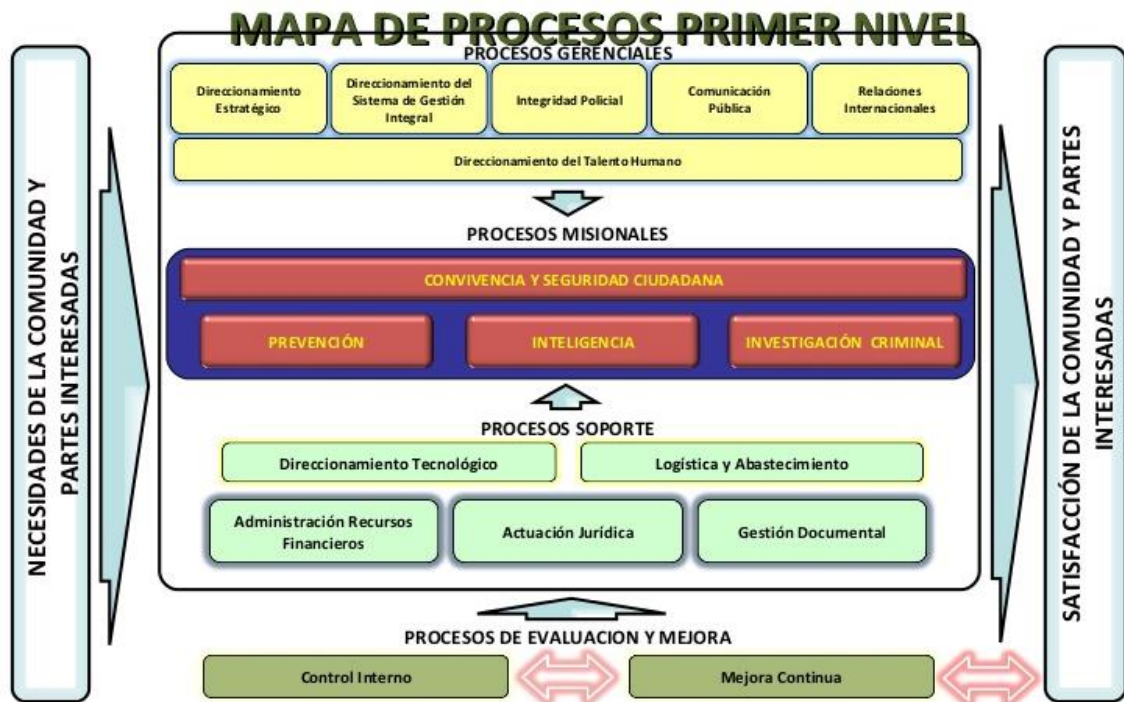 MAPA DE PROCESOS PRIMER NIVEL
NECESIDADES DE LA COMUNIDAD Y
PARTES INTERESADAS
PROCESOS GERENCIALES
Direccionamiento
Estratégico
Direccionamiento del
Sistema de Gestión
Integral
Integridad Policial
Comunicación
Pública
Relaciones
Internacionales
Direccionamiento del Talento Humano
PROCESOS MISIONALES
CONVIVENCIA Y SEGURIDAD CIUDADANA
PREVENCIÓN
INTELIGENCIA
INVESTIGACIÓN CRIMINAL
PROCESOS SOPORTE
Direccionamiento Tecnológico
Logística y Abastecimiento
Administración Recursos
Financieros
Actuación Jurídica
Gestión Documental
PROCESOS DE EVALUACION Y MEJORA
Control Interno
Mejora Continua
SATISFACCIÓN DE LA COMUNIDAD Y PARTES
INTERESADAS